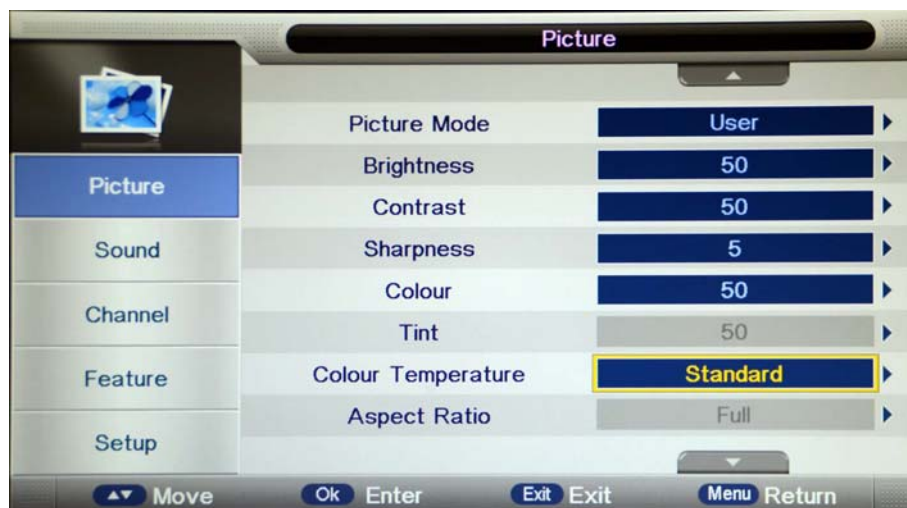 Picture
Picture
Sound
Channel
Feature
Setup
Picture Mode User
Brightness 50
Contrast 50
Sharpness 5
Colour 50
Tint 50
Colour Temperature Standard
Aspect Ratio Full
Move Ok Enter Exit Exit Menu Return